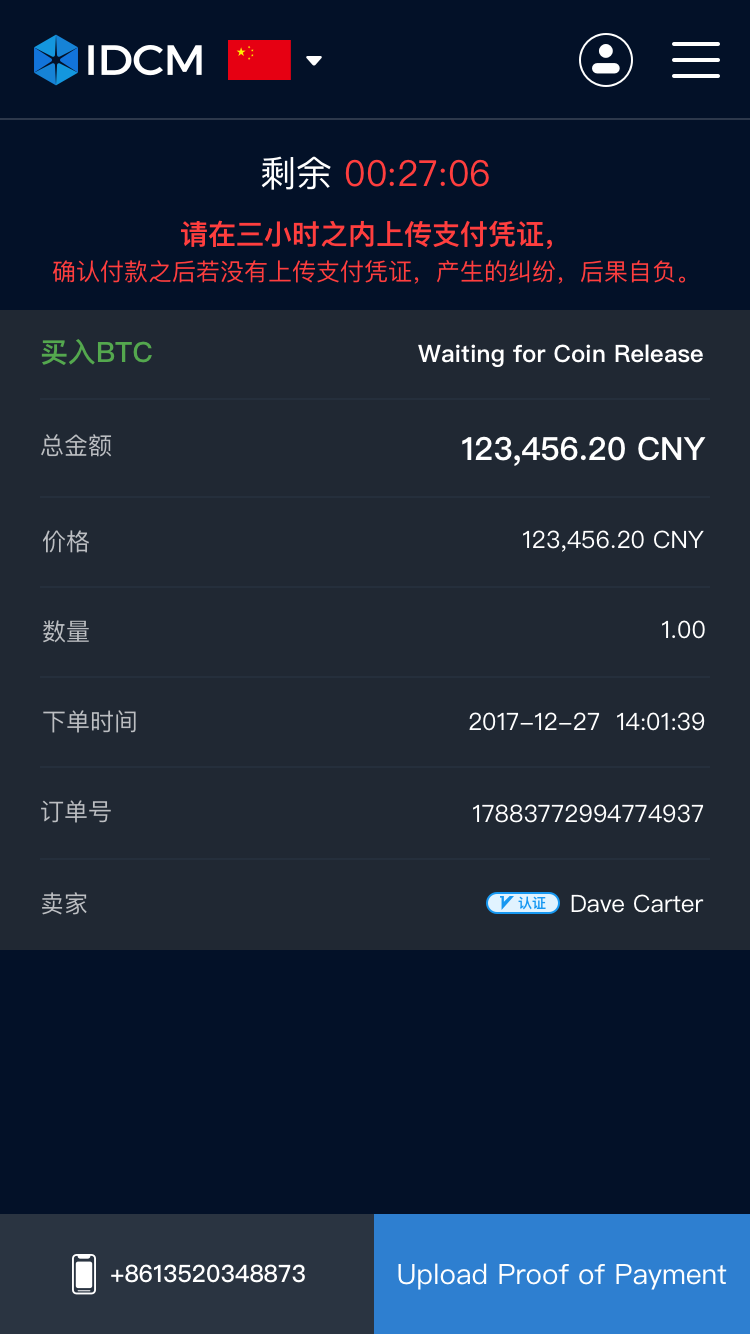 IDCM
剩余 00:27:06
请在三小时之内上传支付凭证，
确认付款之后若没有上传支付凭证，产生的纠纷，后果自负。
买入BTC Waiting for Coin Release
总金额 123,456.20 CNY
价格 123,456.20 CNY
数量 1.00
下单时间 2017-12-27 14:01:39
订单号 17883772994774937
卖家 V 认证 Dave Carter
+8613520348873 Upload Proof of Payment